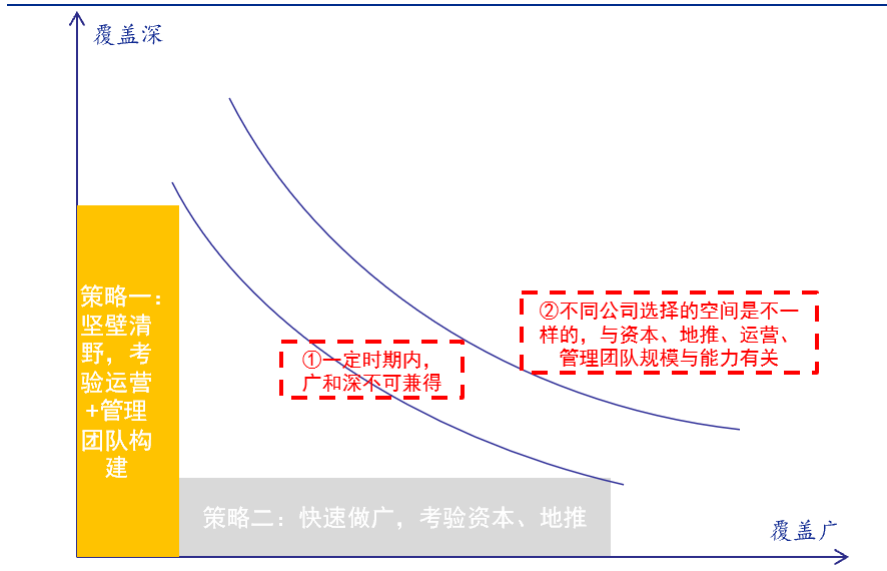 覆盖深
策略一：
坚壁清
野，考
验运营
+管理
团队构
建
①一定时期内，
广和深不可兼得
②不同公司选择的空间是不一
样的，与资本、地推、运营、
管理团队规模与能力有关
策略二：快速做广，考验资本、地推
覆盖广